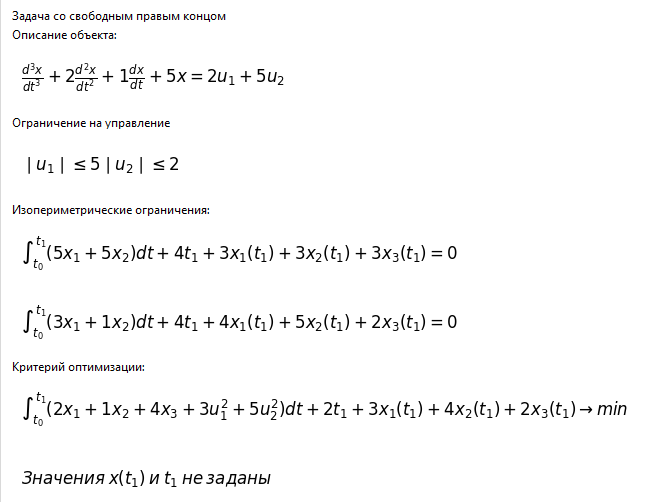 Задача со свободным правым концом
Описание объекта:
\frac{d^3x}{dt^3} + 2\frac{d^2x}{dt^2} + 1\frac{dx}{dt} + 5x = 2u_1 + 5u_2
Ограничение на управление
| u_1 | ≤ 5 | u_2 | ≤ 2
Изопериметрические ограничения:
\int_{t_0}^{t_1}(5x_1 + 5x_2)dt + 4t_1 + 3x_1(t_1) + 3x_2(t_1) + 3x_3(t_1) = 0
\int_{t_0}^{t_1}(3x_1 + 1x_2)dt + 4t_1 + 4x_1(t_1) + 5x_2(t_1) + 2x_3(t_1) = 0
Критерий оптимизации:
\int_{t_0}^{t_1}(2x_1 + 1x_2 + 4x_3 + 3u_1^2 + 5u_2^2)dt + 2t_1 + 3x_1(t_1) + 4x_2(t_1) + 2x_3(t_1) → min
Значения x(t_1) и t_1 не заданы